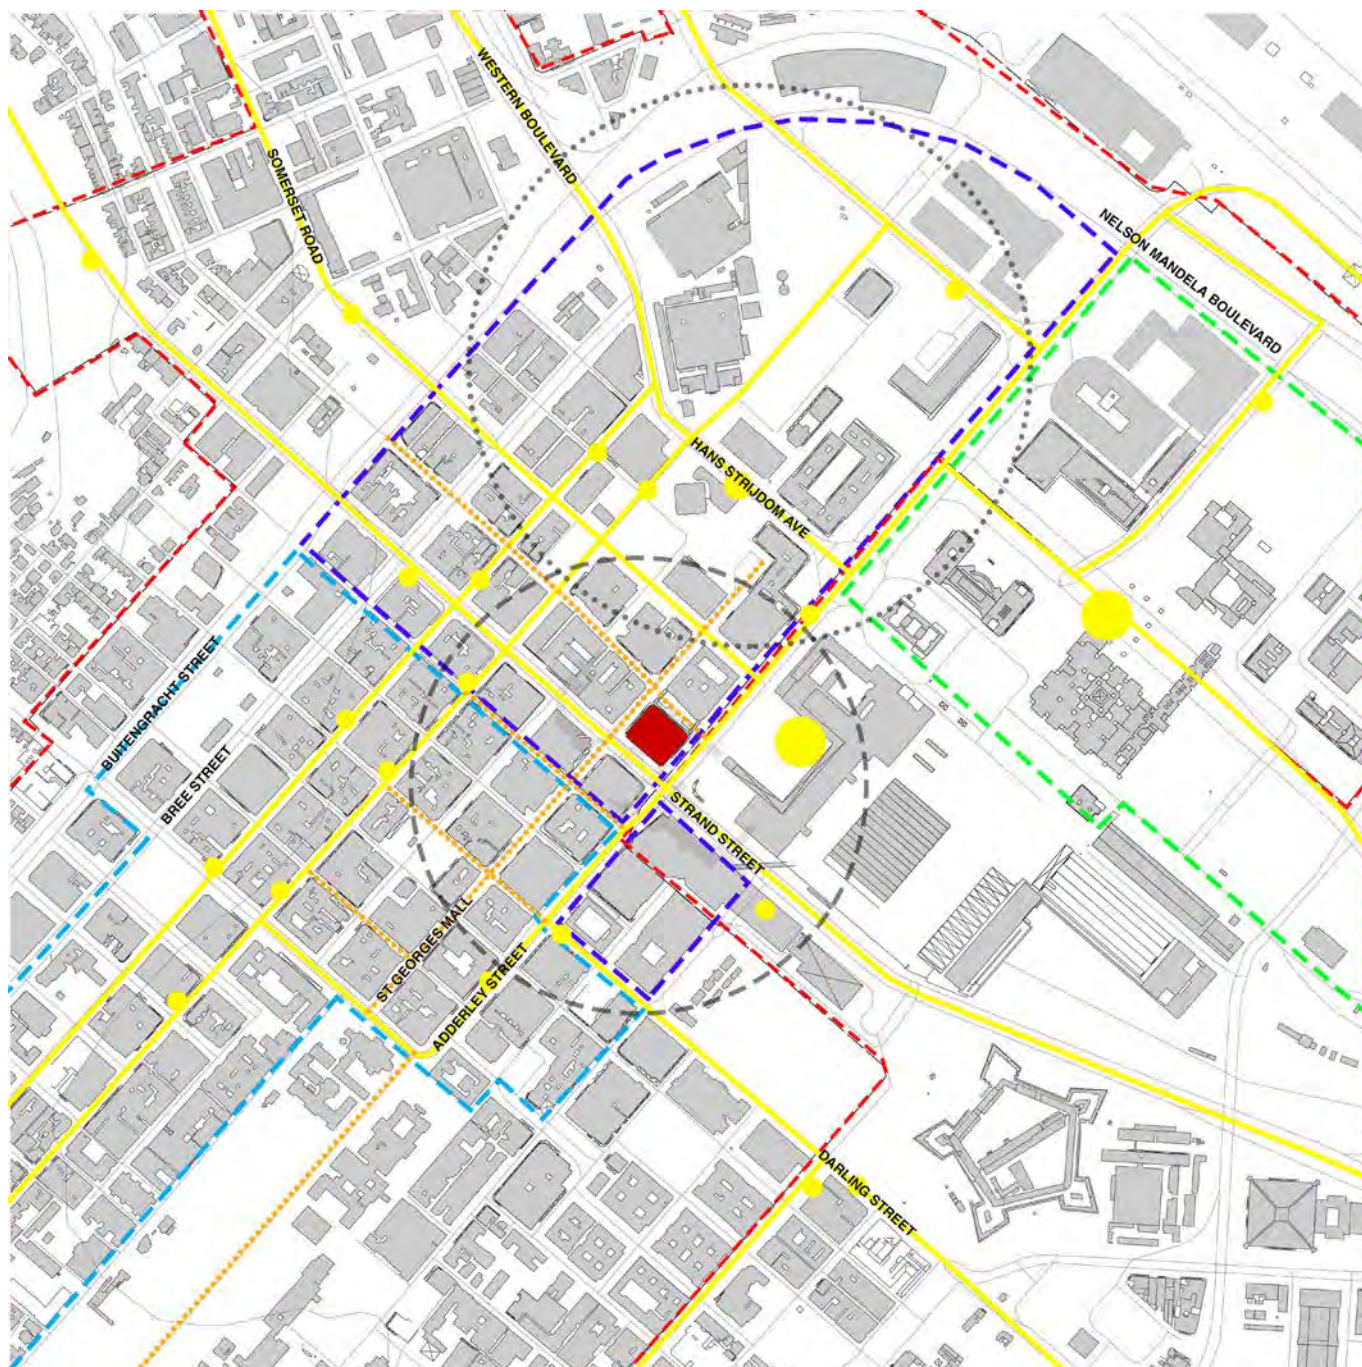 WESTERN BOULEVARD
SOMERSET ROAD
NELSON MANDELA BOULEVARD
HANS STRIJDOM AVE
BUITENGRACHT STREET
BREE STREET
STRAND STREET
ST GEORGES MALL
ADDERLEY STREET
DARLING STREET